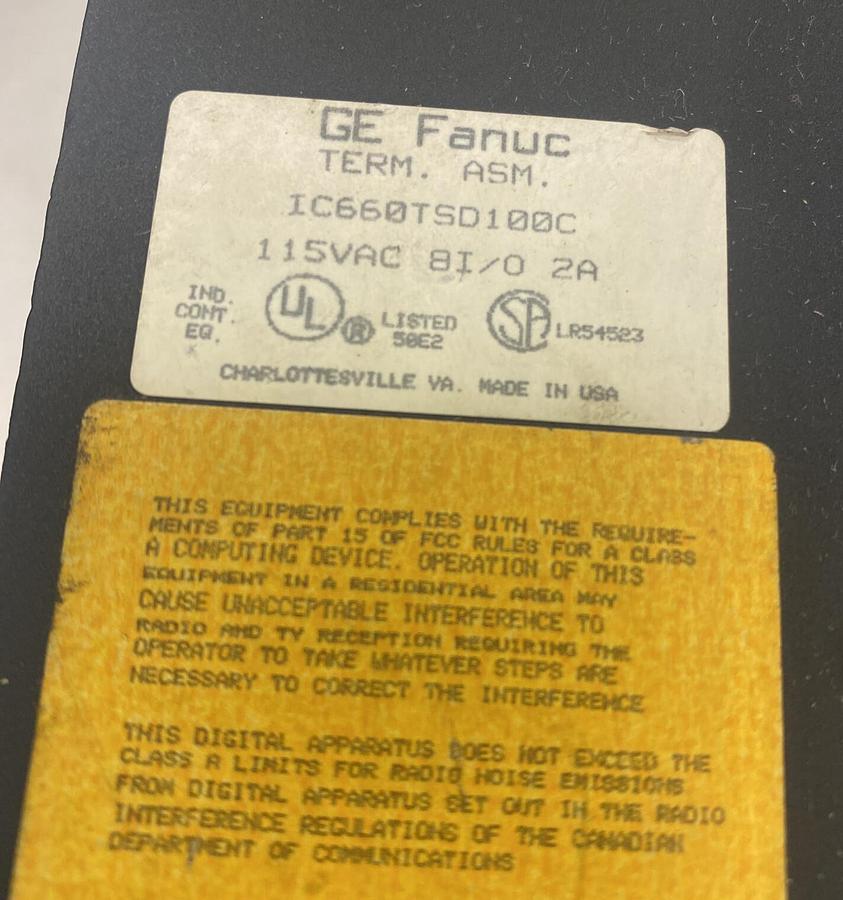 GE Fanuc
TERM. ASM.
IC660TSD100C
115VAC 8I/O 2A
IND.
CONT.
EQ.
UL
®
LISTED
50E2
SA
LR54523
CHARLOTTESVILLE VA. MADE IN USA
THIS EQUIPMENT COMPLIES WITH THE REQUIRE-
MENTS OF PART 15 OF FCC RULES FOR A CLASS
A COMPUTING DEVICE. OPERATION OF THIS
EQUIPMENT IN A RESIDENTIAL AREA MAY
CAUSE UNACCEPTABLE INTERFERENCE TO
RADIO AND TV RECEPTION REQUIRING THE
OPERATOR TO TAKE WHATEVER STEPS ARE
NECESSARY TO CORRECT THE INTERFERENCE
THIS DIGITAL APPARATUS DOES NOT EXCEED THE
CLASS A LIMITS FOR RADIO NOISE EMISSIONS
FROM DIGITAL APPARATUS SET OUT IN THE RADIO
INTERFERENCE REGULATIONS OF THE CANADIAN
DEPARTMENT OF COMMUNICATIONS